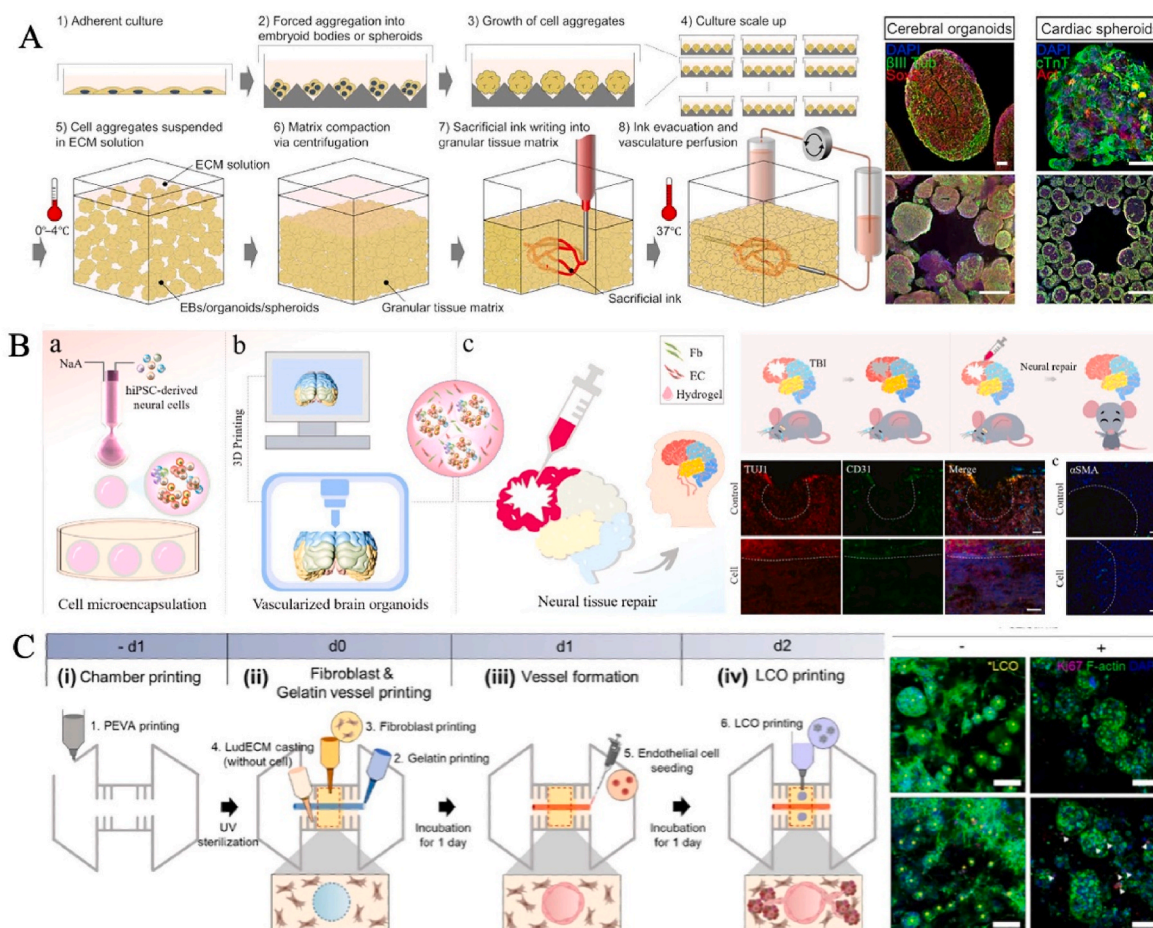 A
1) Adherent culture
2) Forced aggregation into
embryoid bodies or spheroids
3) Growth of cell aggregates
4) Culture scale up
5) Cell aggregates suspended
in ECM solution
6) Matrix compaction
via centrifugation
7) Sacrificial ink writing into
granular tissue matrix
8) Ink evacuation and
vasculature perfusion
ECM solution
0°–4°C
37°C
EBs/organoids/spheroids
Granular tissue matrix
Sacrificial ink
Cerebral organoids
DAPI
βIII Tub
Cardiac spheroids
DAPI
cTnT
B
a
NaA
hiPSC-derived
neural cells
Cell microencapsulation
b
3D Printing
Vascularized brain organoids
c
Fb
EC
Hydrogel
Neural tissue repair
TBI
Neural repair
TUJ1
CD31
Merge
c
αSMA
Control
Cell
Control
Cell
C
- d1
d0
d1
d2
(i) Chamber printing
(ii) Fibroblast &
Gelatin vessel printing
(iii) Vessel formation
(iv) LCO printing
1. PEVA printing
3. Fibroblast printing
4. LudECM casting
(without cell)
2. Gelatin printing
5. Endothelial cell
seeding
6. LCO printing
UV
sterilization
Incubation
for 1 day
Incubation
for 1 day
-
+
*LCO
Ki67 F-actin DAPI